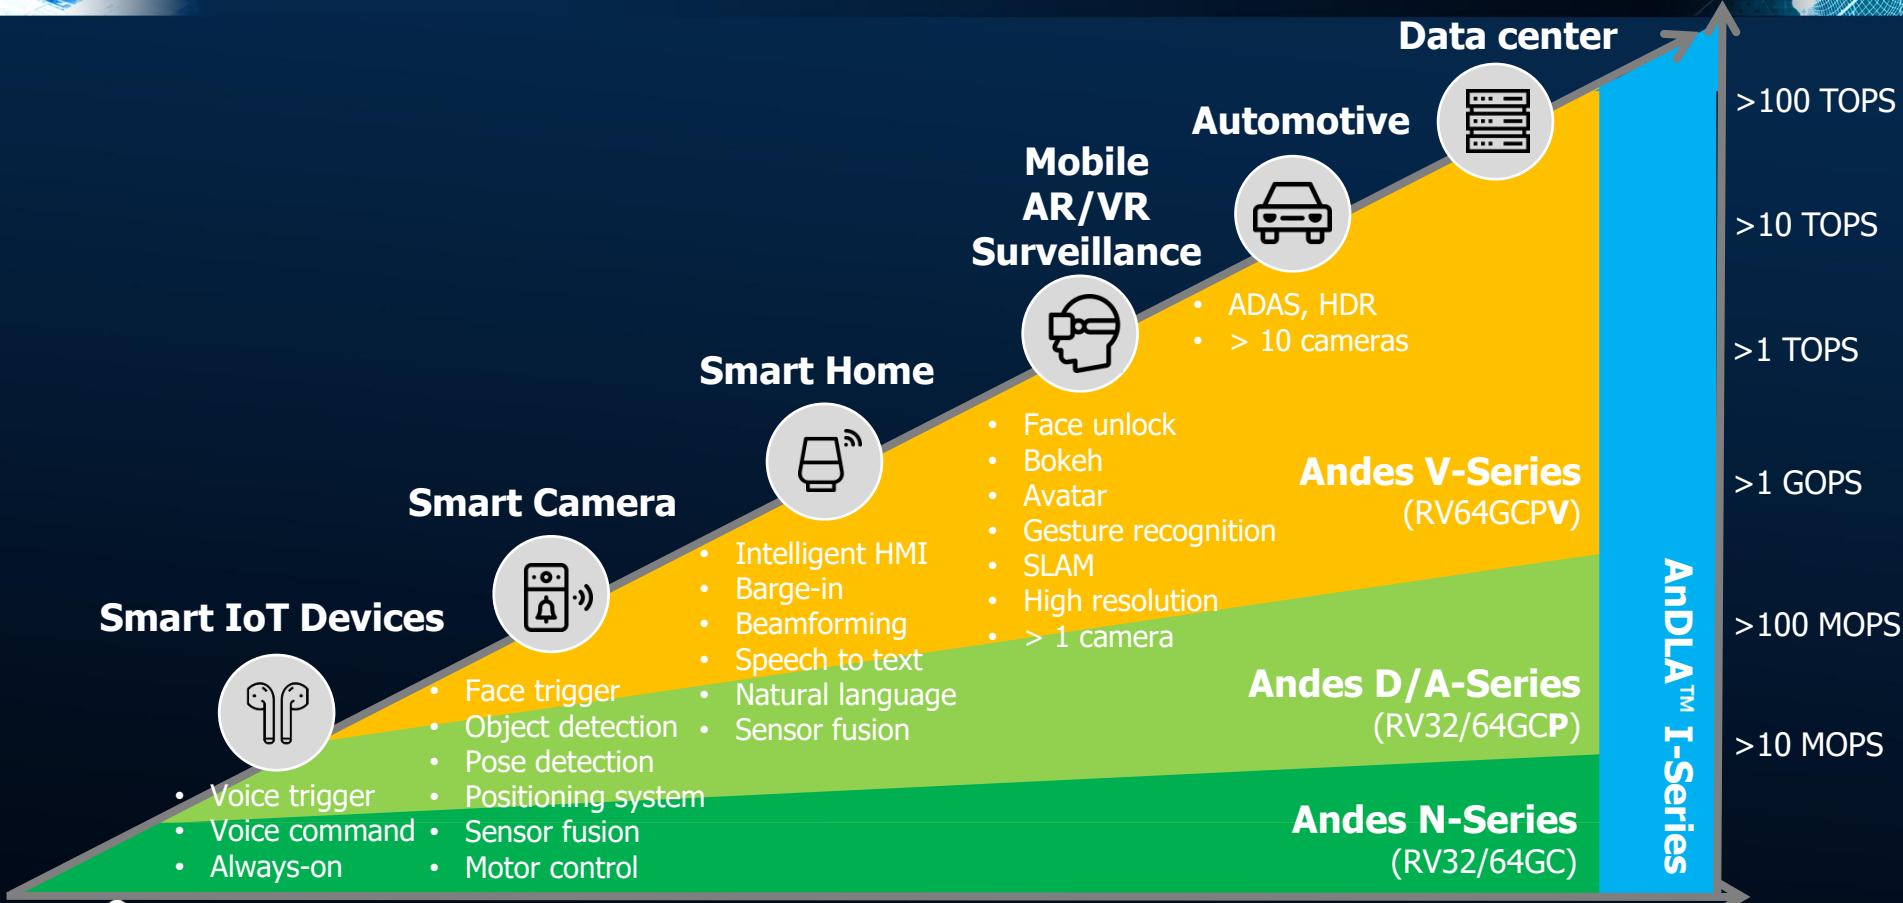 Data center
Automotive
Mobile
AR/VR
Surveillance
• ADAS, HDR
• > 10 cameras
Smart Home
• Face unlock
• Bokeh
• Avatar
• Gesture recognition
• SLAM
• High resolution
• > 1 camera
Smart Camera
• Intelligent HMI
• Barge-in
• Beamforming
• Speech to text
• Natural language
• Sensor fusion
Smart IoT Devices
• Face trigger
• Object detection
• Pose detection
• Positioning system
• Sensor fusion
• Motor control
• Voice trigger
• Voice command
• Always-on
Andes V-Series
(RV64GCPV)
Andes D/A-Series
(RV32/64GCP)
Andes N-Series
(RV32/64GC)
AnDLA™ I-Series
>100 TOPS
>10 TOPS
>1 TOPS
>1 GOPS
>100 MOPS
>10 MOPS